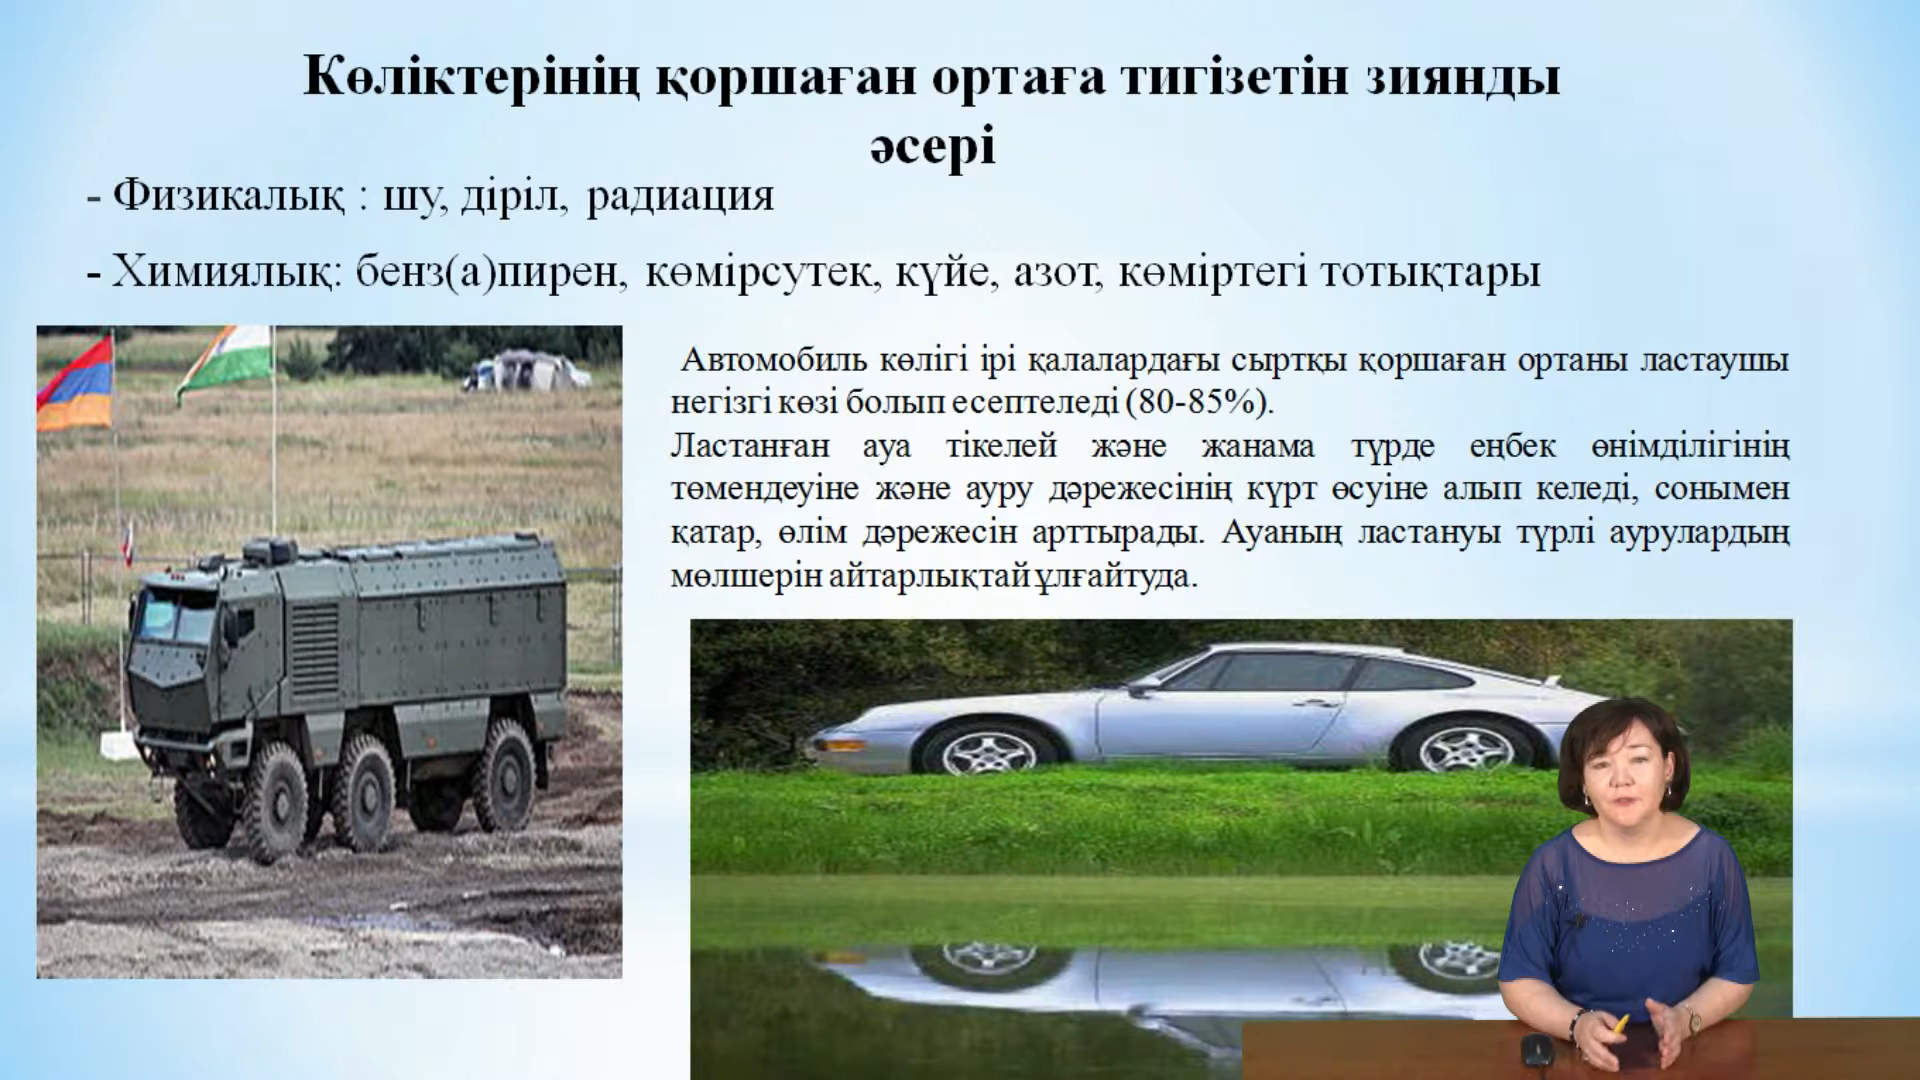 Көліктерінің қоршаған ортаға тигізетін зиянды
әсері
- Физикалық : шу, діріл, радиация
- Химиялық: бенз(а)пирен, көмірсутек, күйе, азот, көміртегі тотықтары
Автомобиль көлігі ірі қалалардағы сыртқы қоршаған ортаны ластаушы
негізгі көзі болып есептеледі (80-85%).
Ластанған ауа тікелей және жанама түрде еңбек өнімділігінің
төмендеуіне және ауру дәрежесінің күрт өсуіне алып келеді, сонымен
қатар, өлім дәрежесін арттырады. Ауаның ластануы түрлі аурулардың
мөлшерін айтарлықтай ұлғайтуда.